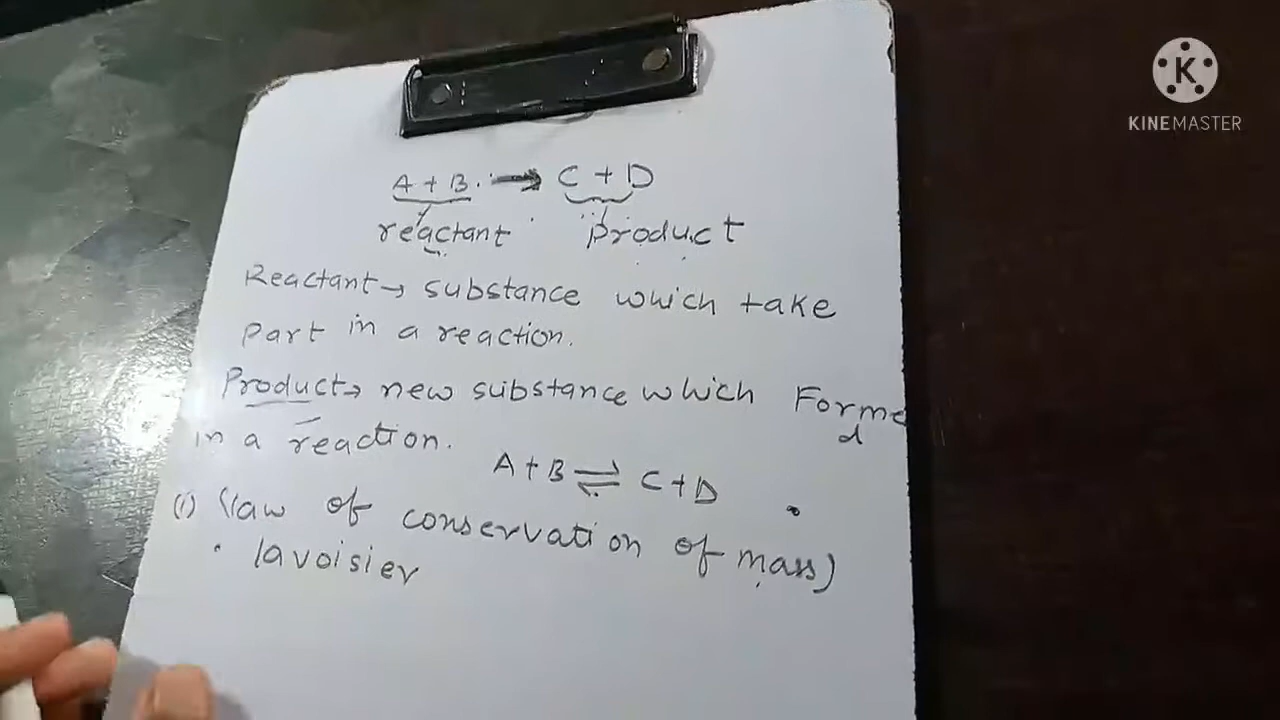 A + B. → C + D
reactant product
Reactant → substance which take
part in a reaction.
Product → new substance which Formed
in a reaction.
A + B ⇌ C + D
(i) (law of conservation of mass)
lavoisier
K
KINEMASTER